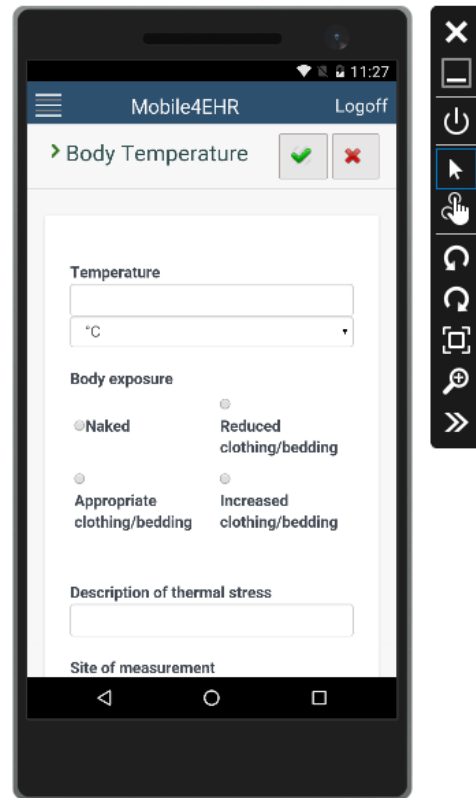 11:27
Mobile4EHR Logoff
Body Temperature
Temperature
°C
Body exposure
Naked
Reduced
clothing/bedding
Appropriate
clothing/bedding
Increased
clothing/bedding
Description of thermal stress
Site of measurement